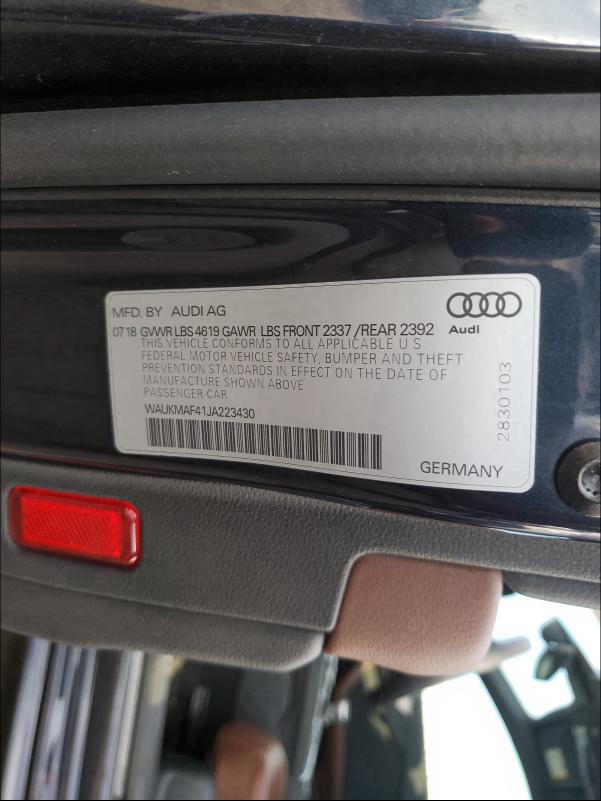 MFD. BY AUDI AG
0718 GVWR LBS 4619 GAWR LBS FRONT 2337 /REAR 2392
THIS VEHICLE CONFORMS TO ALL APPLICABLE U S
FEDERAL MOTOR VEHICLE SAFETY, BUMPER AND THEFT
PREVENTION STANDARDS IN EFFECT ON THE DATE OF
MANUFACTURE SHOWN ABOVE
PASSENGER CAR
WAUKMAF41JA223430
GERMANY
Audi
2830103